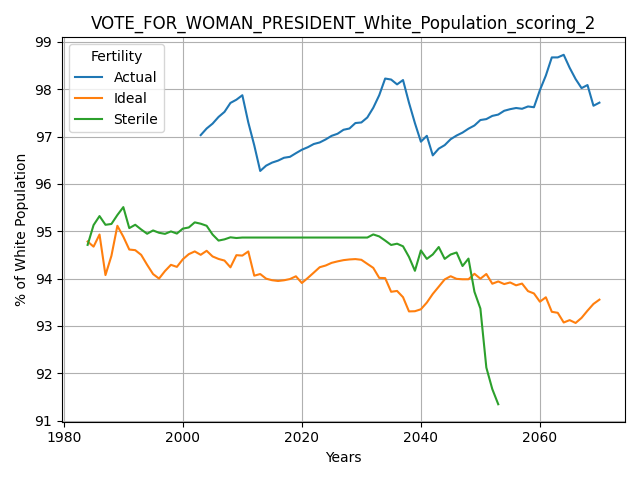 VOTE_FOR_WOMAN_PRESIDENT_White_Population_scoring_2
Fertility
Actual
Ideal
Sterile
% of White Population
99
98
97
96
95
94
93
92
91
1980
2000
2020
2040
2060
Years